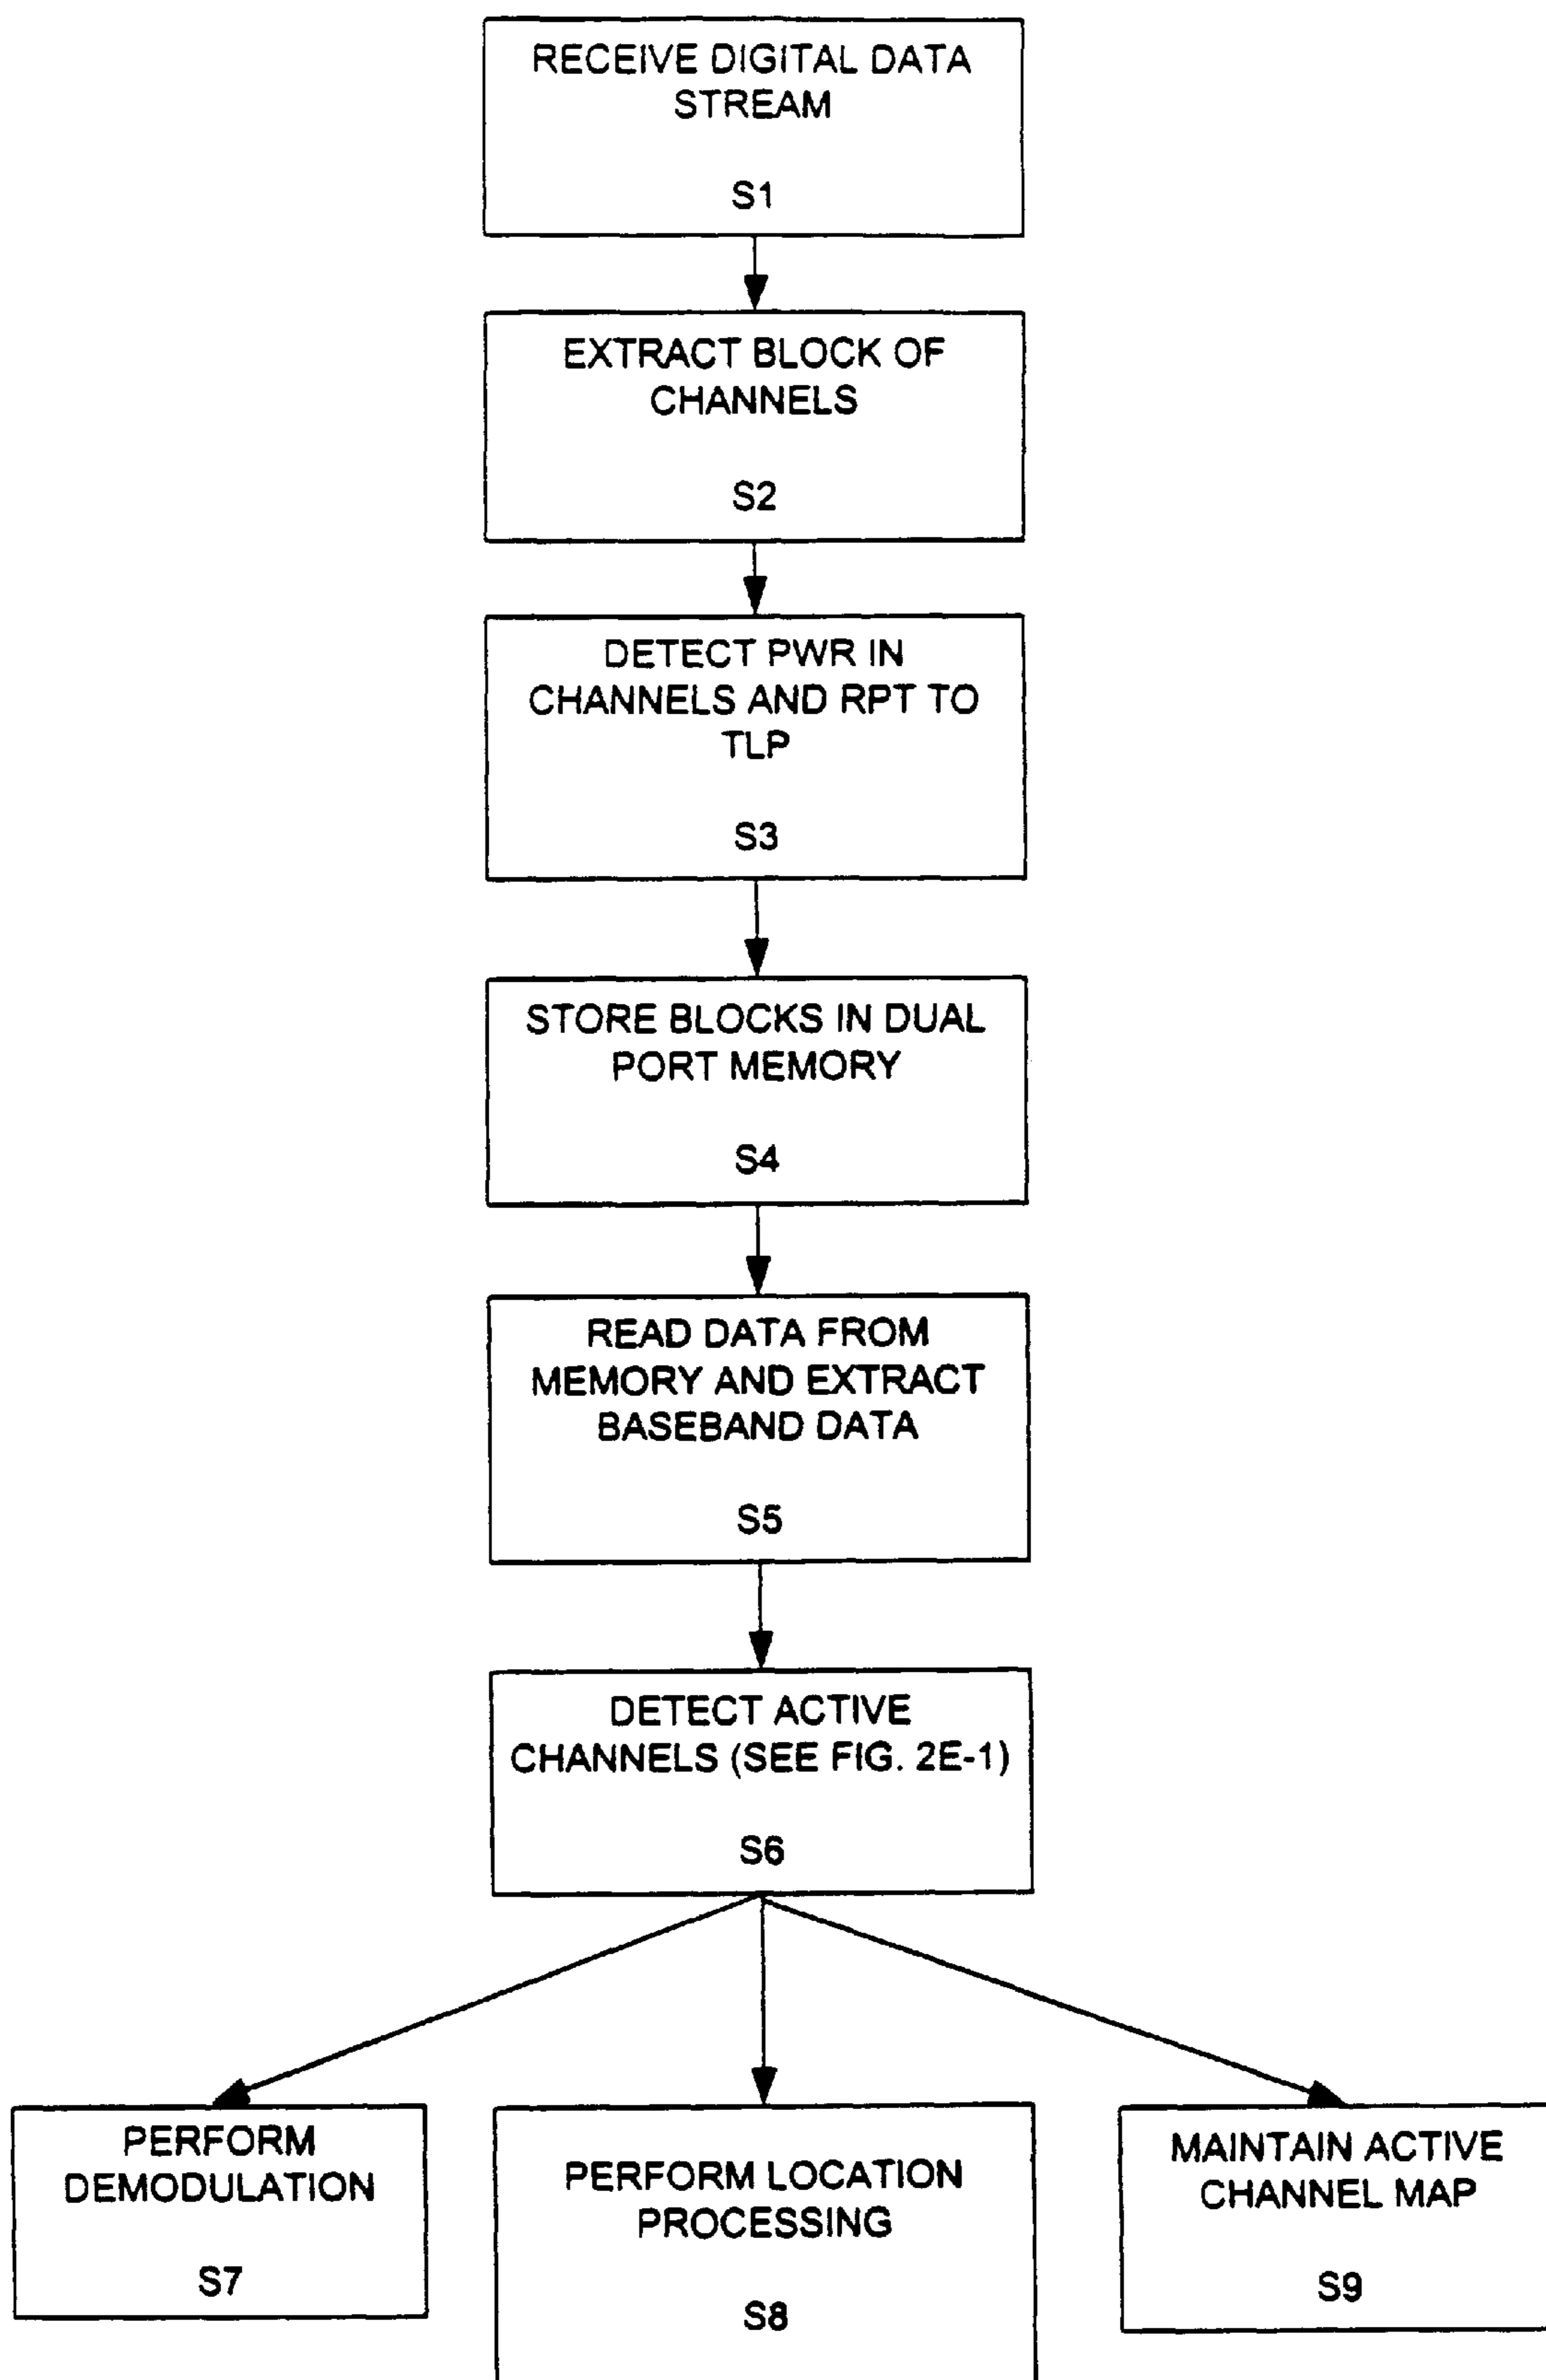 RECEIVE DIGITAL DATA
STREAM
S1
EXTRACT BLOCK OF
CHANNELS
S2
DETECT PWR IN
CHANNELS AND RPT TO
TLP
S3
STORE BLOCKS IN DUAL
PORT MEMORY
S4
READ DATA FROM
MEMORY AND EXTRACT
BASEBAND DATA
S5
DETECT ACTIVE
CHANNELS (SEE FIG. 2E-1)
S6
PERFORM
DEMODULATION
S7
PERFORM LOCATION
PROCESSING
S8
MAINTAIN ACTIVE
CHANNEL MAP
S9